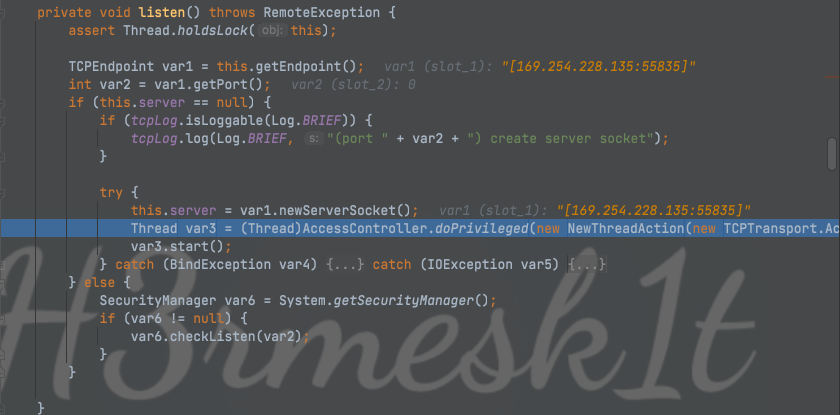 private void listen() throws RemoteException {
assert Thread.holdsLock( obj: this);
TCPEndpoint var1 = this.getEndpoint(); var1 (slot_1): "[169.254.228.135:55835]"
int var2 = var1.getPort(); var2 (slot_2): 0
if (this.server == null) {
if (tcpLog.isLoggable(Log.BRIEF)) {
tcpLog.log(Log.BRIEF, s: "(port " + var2 + ") create server socket");
}
try {
this.server = var1.newServerSocket(); var1 (slot_1): "[169.254.228.135:55835]"
Thread var3 = (Thread)AccessController.doPrivileged(new NewThreadAction(new TCPTransport.Ac
var3.start();
} catch (BindException var4) {...} catch (IOException var5) {...}
} else {
SecurityManager var6 = System.getSecurityManager();
if (var6 != null) {
var6.checkListen(var2);
}
}
}
H3rmesk1t